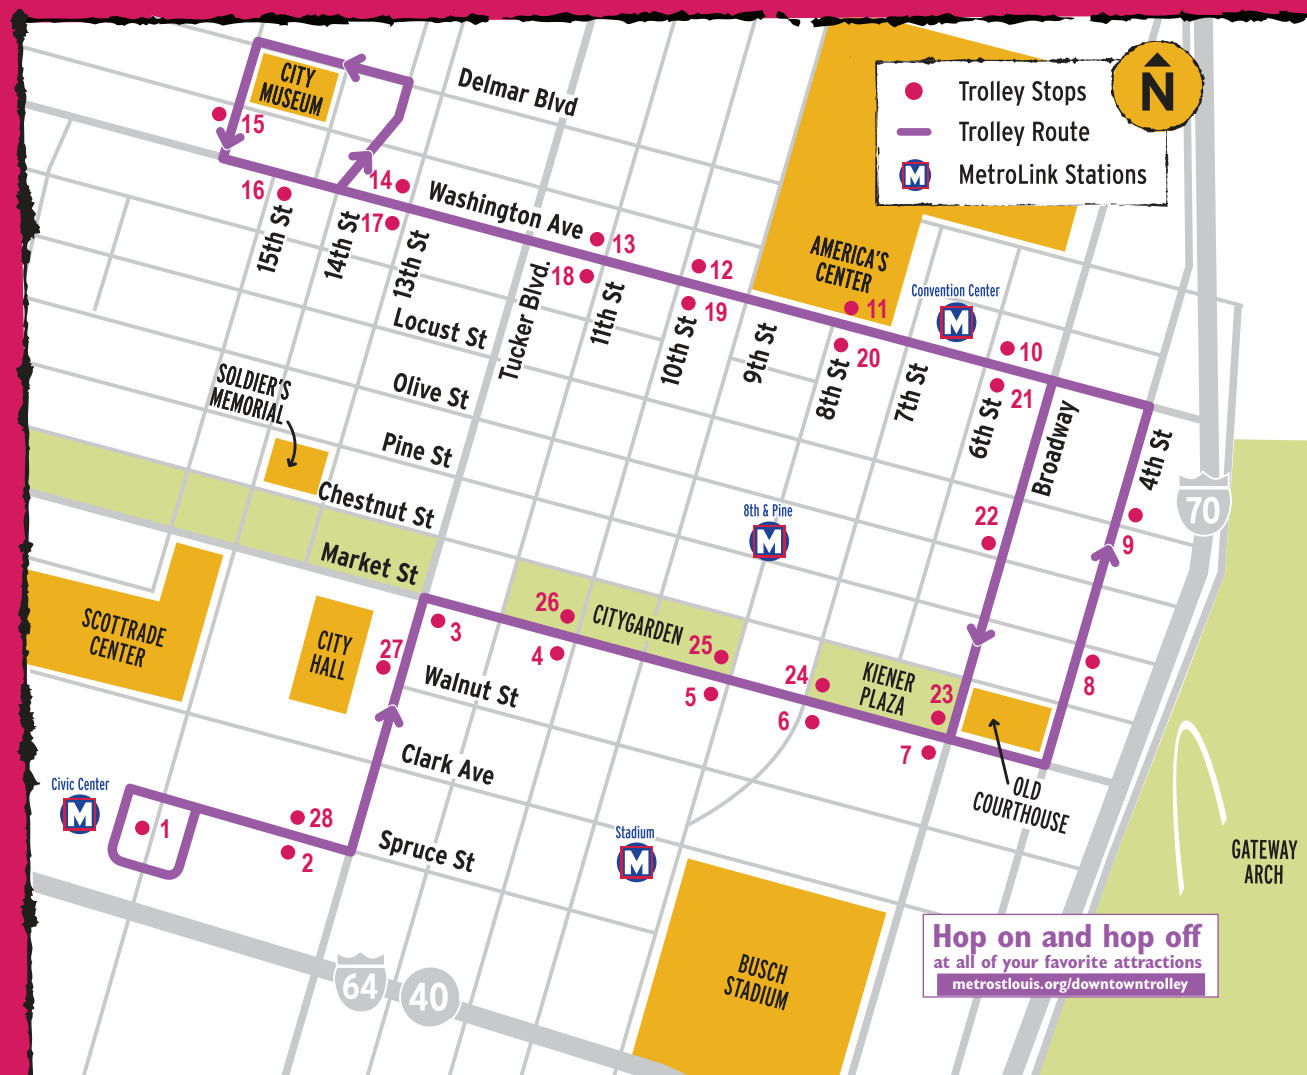 CITY
MUSEUM
Delmar Blvd
Trolley Stops
Trolley Route
M
MetroLink Stations
N
15
14
16
Washington Ave
17
13
18
12
19
AMERICA'S
CENTER
11
20
Convention Center
M
10
21
15th St
14th St
13th St
Tucker Blvd.
11th St
10th St
9th St
8th St
7th St
6th St
Broadway
4th St
Locust St
Olive St
Pine St
Chestnut St
Market St
SOLDIER'S
MEMORIAL
8th & Pine
M
22
9
70
SCOTTRADE
CENTER
CITY
HALL
27
3
26
4
CITYGARDEN
25
5
24
6
KIENER
PLAZA
23
7
8
Walnut St
Clark Ave
Spruce St
OLD
COURTHOUSE
Civic Center
M
1
28
2
Stadium
M
GATEWAY
ARCH
BUSCH
STADIUM
64
40
Hop on and hop off
at all of your favorite attractions
metrostlouis.org/downtowntrolley